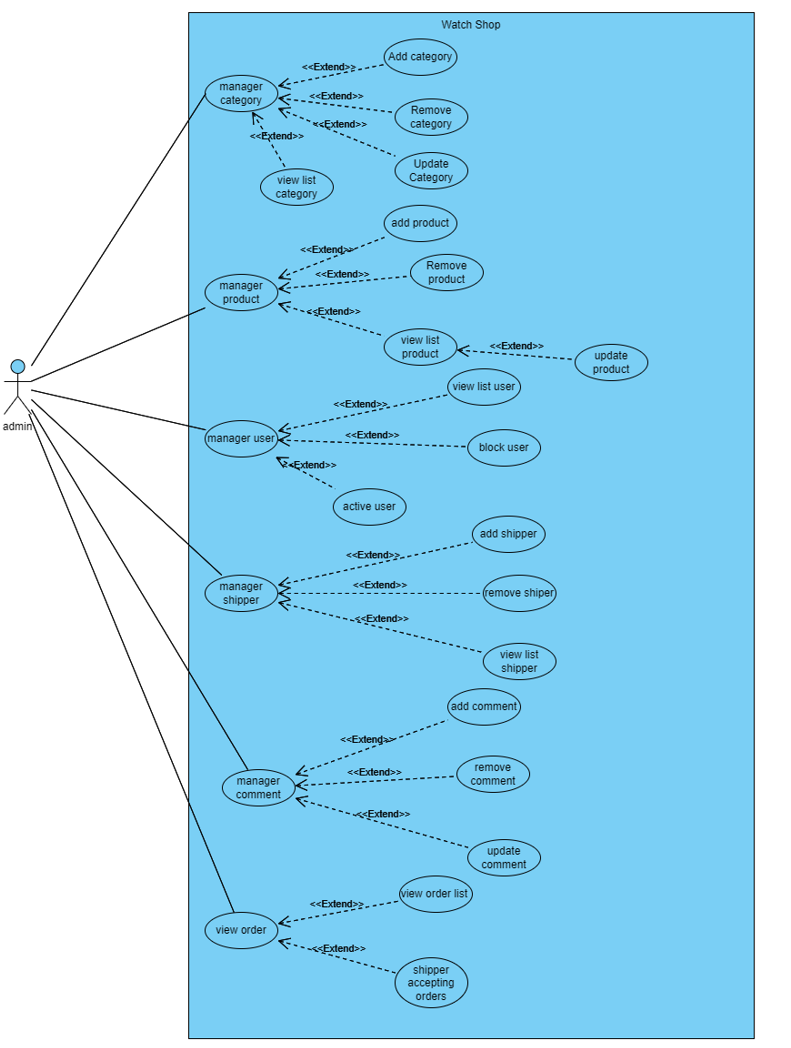 Watch Shop
Add category
<<Extend>>
manager
category
<<Extend>>
Remove
category
<<Extend>>
<<Extend>>
Update
Category
view list
category
add product
<<Extend>>
Remove
product
<<Extend>>
manager
product
<<Extend>>
view list
product
<<Extend>>
update
product
admin
view list user
<<Extend>>
manager user
<<Extend>>
block user
<<Extend>>
active user
add shipper
<<Extend>>
manager
shipper
<<Extend>>
remove shiper
<<Extend>>
view list
shipper
add comment
<<Extend>>
remove
comment
<<Extend>>
manager
comment
<<Extend>>
update
comment
view order list
<<Extend>>
view order
<<Extend>>
shipper
accepting
orders